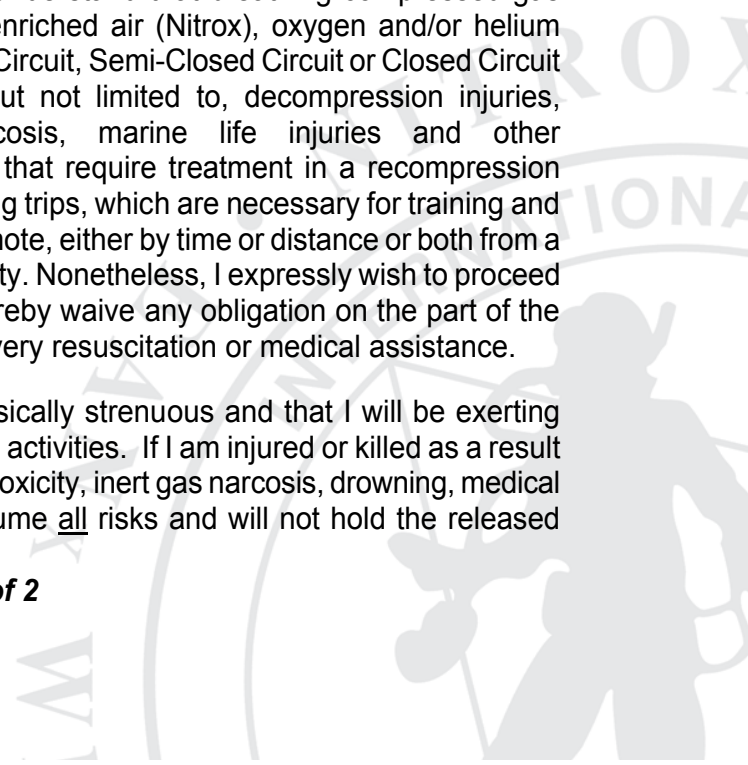 enriched air (Nitrox), oxygen and/or helium
Circuit, Semi-Closed Circuit or Closed Circuit
ut not limited to, decompression injuries,
cosis, marine life injuries and other
that require treatment in a recompression
g trips, which are necessary for training and
note, either by time or distance or both from a
ty. Nonetheless, I expressly wish to proceed
reby waive any obligation on the part of the
very resuscitation or medical assistance.
sically strenuous and that I will be exerting
activities. If I am injured or killed as a result
toxicity, inert gas narcosis, drowning, medical
ume all risks and will not hold the released
of 2
NITROX
INTERNATIONA
IAN